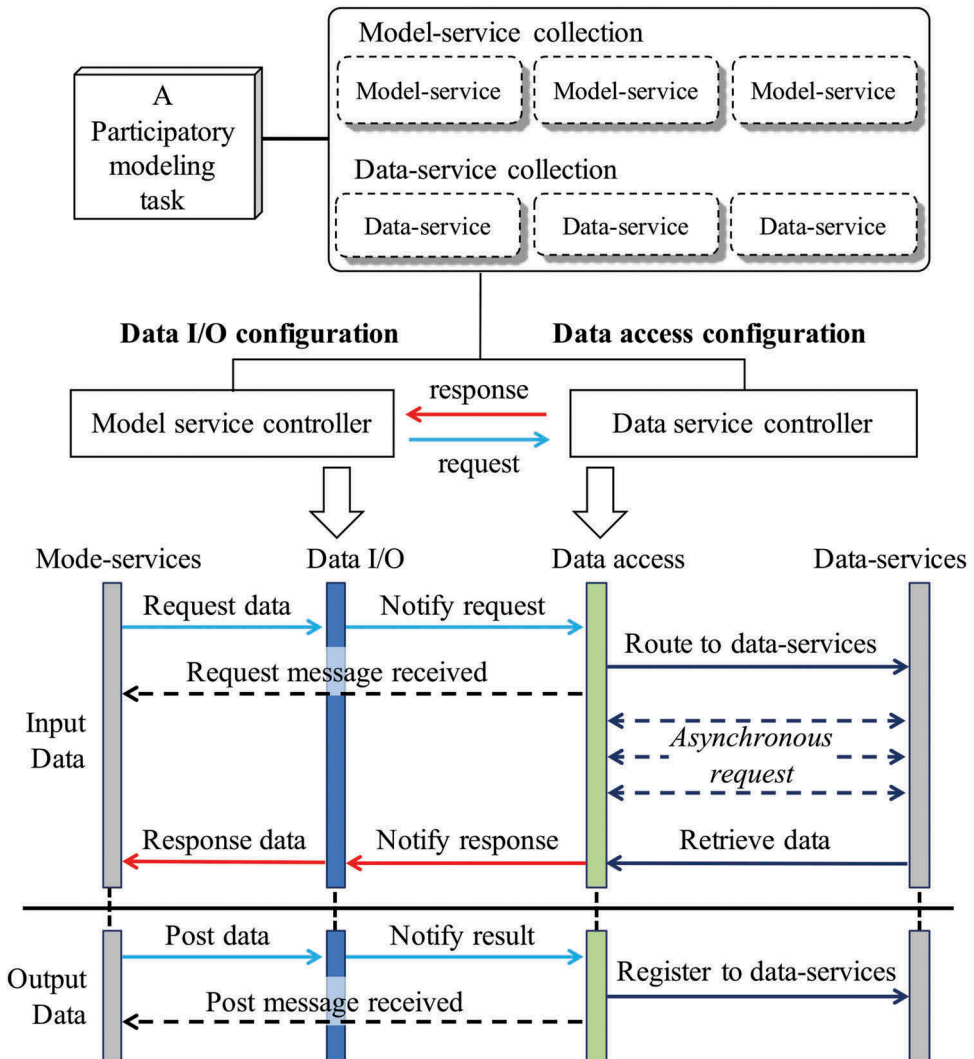 Model-service collection
Model-service Model-service Model-service
A
Participatory
modeling
task
Data-service collection
Data-service Data-service Data-service
Data I/O configuration
Data access configuration
Model service controller
response
request
Data service controller
Mode-services
Data I/O
Data access
Data-services
Input
Data
Request data
Notify request
Route to data-services
Request message received
Asynchronous
request
Response data
Notify response
Retrieve data
Output
Data
Post data
Notify result
Register to data-services
Post message received